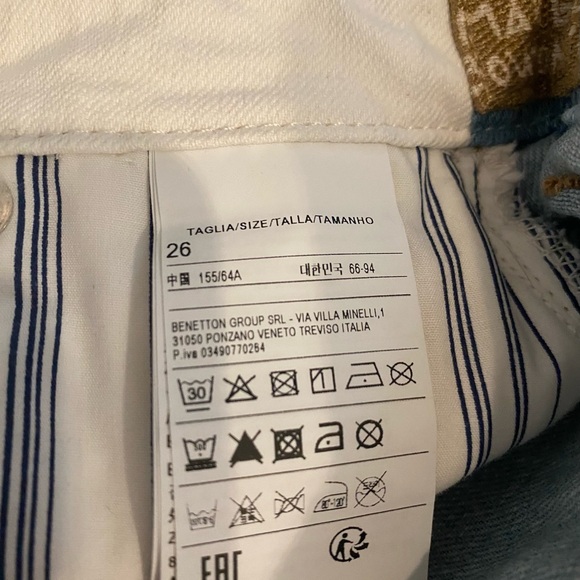 TAGLIA/SIZE/TALLA/TAMANHO
26
中国 155/64A 대한민국 66-94
BENETTON GROUP SRL - VIA VILLA MINELLI,1
31050 PONZANO VENETO TREVISO ITALIA
P.iva 03490770264
30
EAC